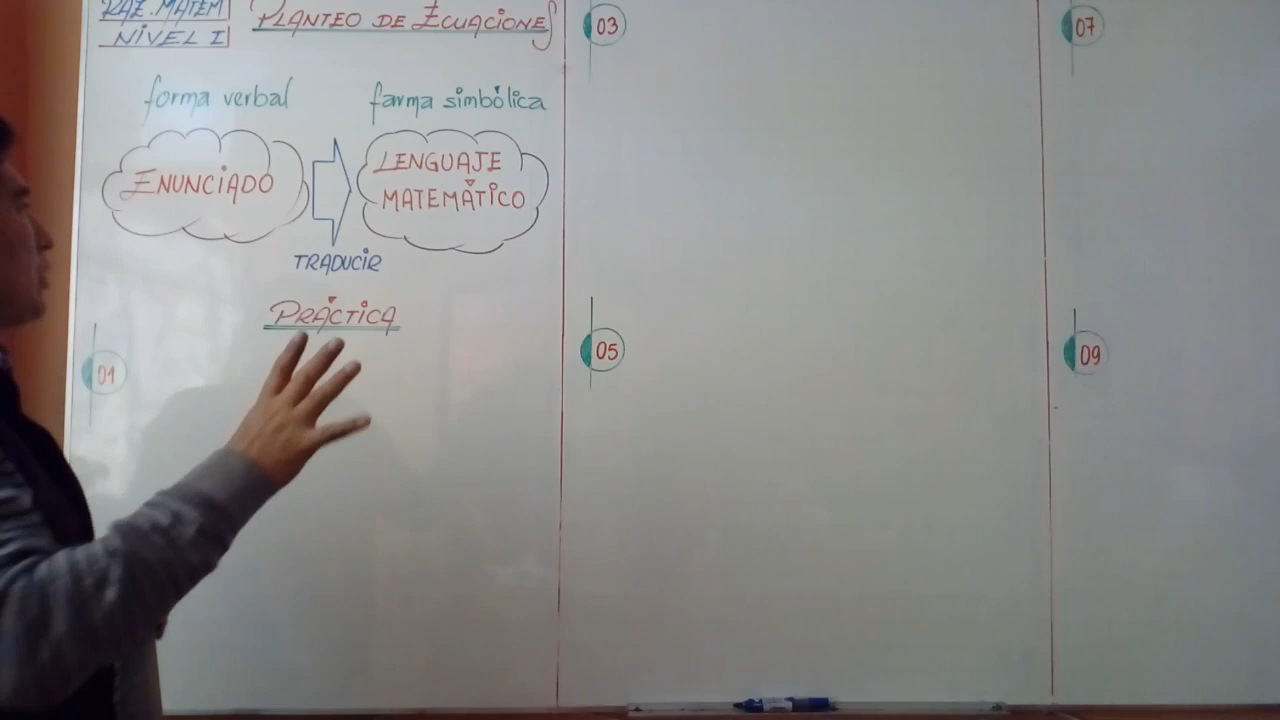 RAZ. MATEM
NIVEL I
PLANTEO DE ECUACIONES
forma verbal
farma simbólica
ENUNCIADO
LENGUAJE
MATEMÁTICO
TRADUCIR
PRÁCTICA
01
03
05
07
09